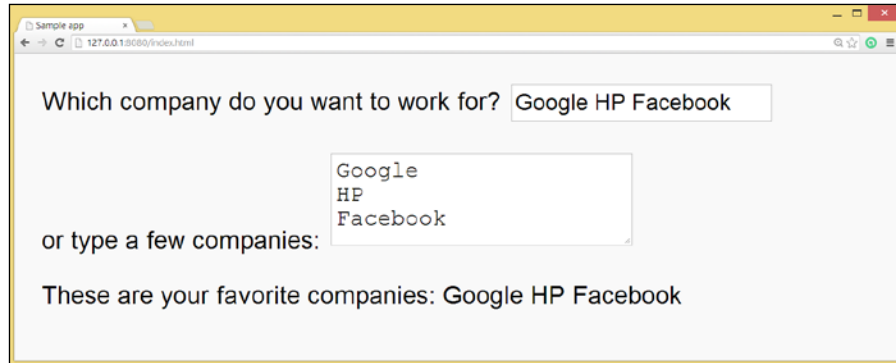 Sample app
127.0.0.1:8080/index.html
Which company do you want to work for? Google HP Facebook
Google
HP
Facebook
or type a few companies:
These are your favorite companies: Google HP Facebook